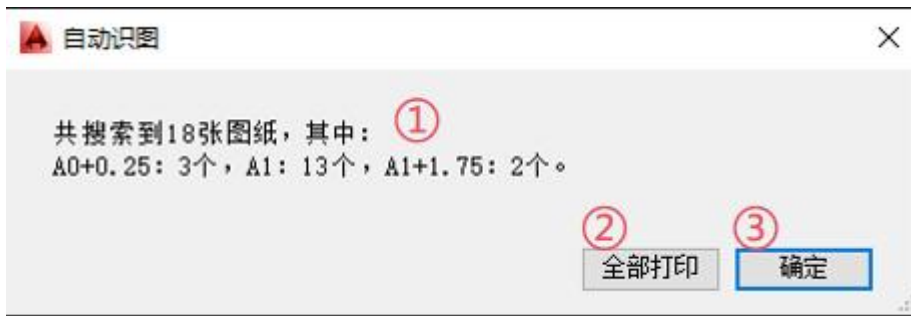 自动识图
共搜索到18张图纸，其中： ①
A0+0.25：3个，A1：13个，A1+1.75：2个。
② ③
全部打印 确定